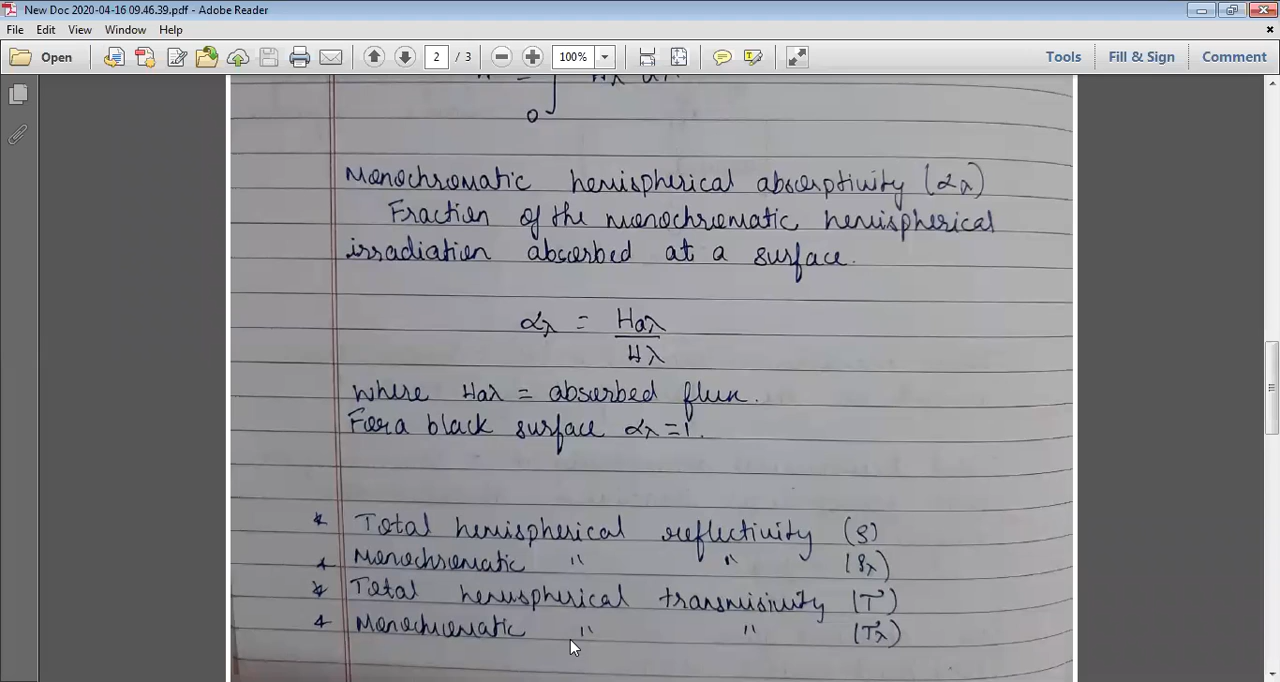 New Doc 2020-04-16 09.46.39.pdf - Adobe Reader
File Edit View Window Help
Open 2 / 3 100% Tools Fill & Sign Comment
0
Monochromatic hemispherical absorptivity (αλ)
Fraction of the monochromatic hemispherical
irradiation absorbed at a surface.
αλ = Haλ
Hλ
Where Haλ = absorbed flux.
For a black surface αλ = 1.
* Total hemispherical reflectivity (ρ)
* Monochromatic " " (ρλ)
* Total hemispherical transmisivity (τ)
* Monochromatic " " (τλ)